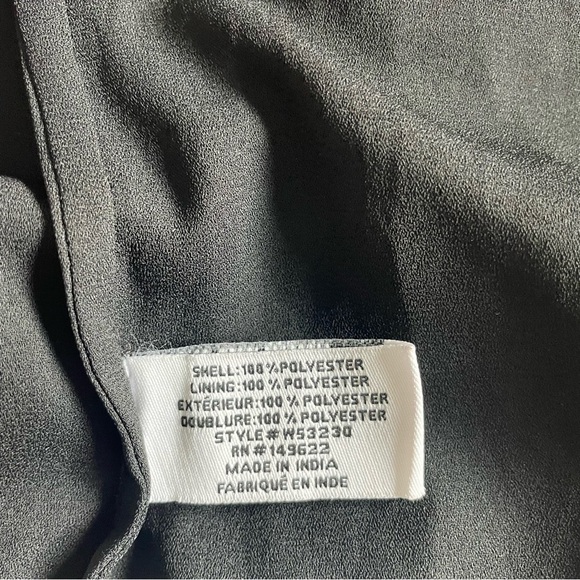 SHELL:100%POLYESTER
LINING:100% POLYESTER
EXTÉRIEUR:100% POLYESTER
DOUBLURE:100% POLYESTER
STYLE# W53230
RN #149622
MADE IN INDIA
FABRIQUÉ EN INDE